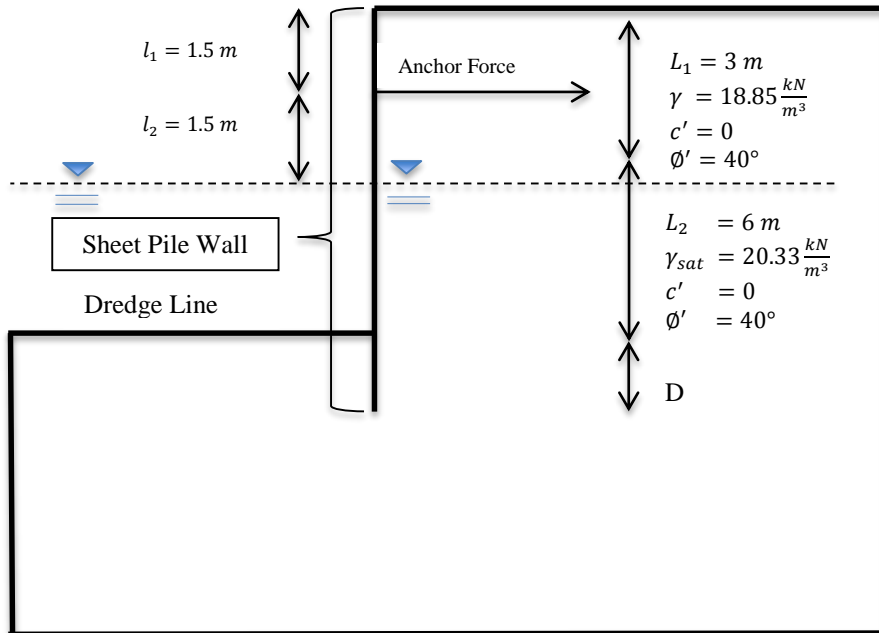 l₁ = 1.5 m
l₂ = 1.5 m
Anchor Force
L₁ = 3 m
γ = 18.85 kN/m³
c′ = 0
Ø′ = 40°
Sheet Pile Wall
Dredge Line
L₂ = 6 m
γsat = 20.33 kN/m³
c′ = 0
Ø′ = 40°
D